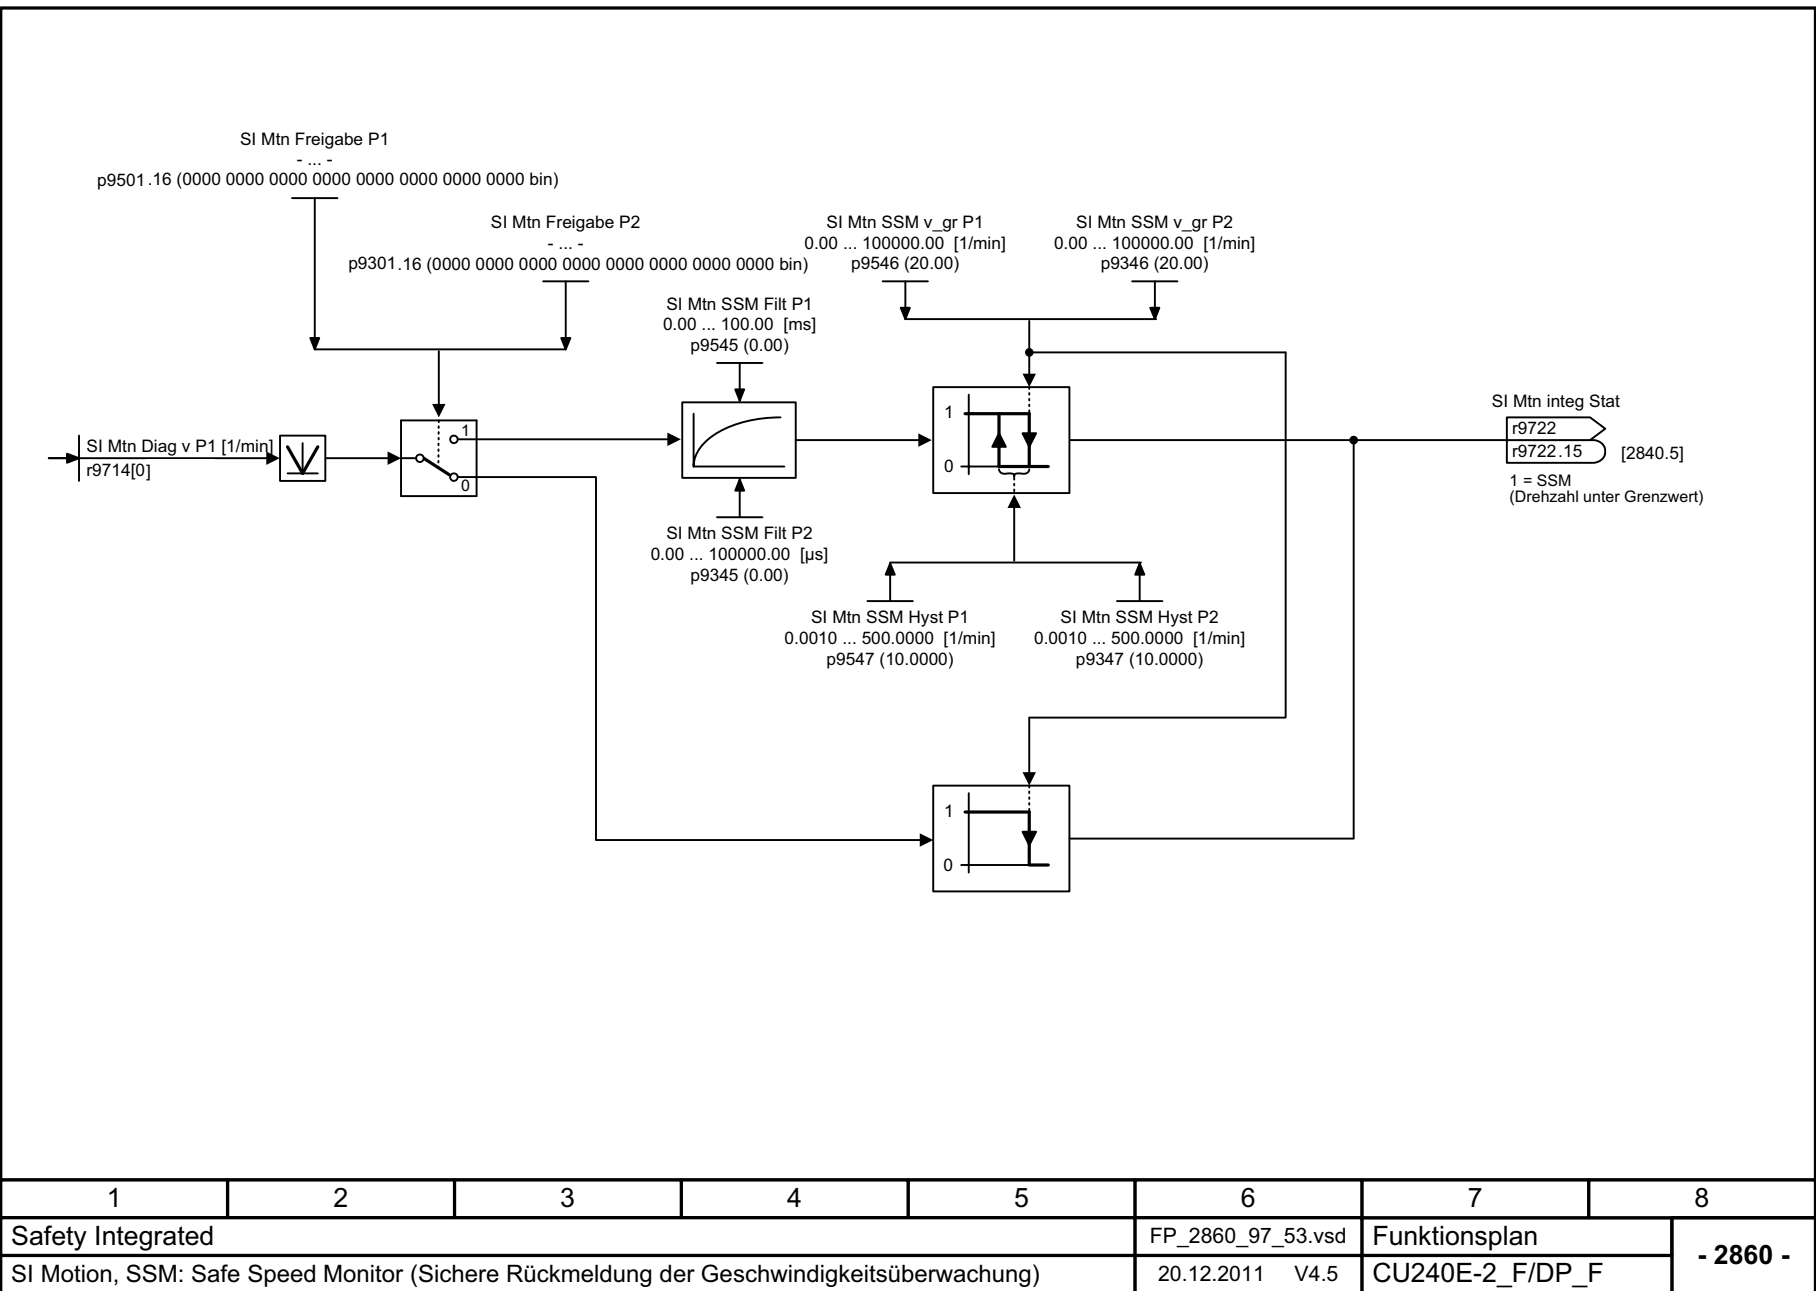 SI Mtn Freigabe P1
- ... -
p9501.16 (0000 0000 0000 0000 0000 0000 0000 0000 bin)
SI Mtn Freigabe P2
- ... -
p9301.16 (0000 0000 0000 0000 0000 0000 0000 0000 bin)
SI Mtn SSM v_gr P1
0.00 ... 100000.00 [1/min]
p9546 (20.00)
SI Mtn SSM v_gr P2
0.00 ... 100000.00 [1/min]
p9346 (20.00)
SI Mtn SSM Filt P1
0.00 ... 100.00 [ms]
p9545 (0.00)
SI Mtn Diag v P1 [1/min]
r9714[0]
1
0
1
0
SI Mtn integ Stat
r9722
r9722.15
[2840.5]
1 = SSM
(Drehzahl unter Grenzwert)
SI Mtn SSM Filt P2
0.00 ... 100000.00 [µs]
p9345 (0.00)
SI Mtn SSM Hyst P1
0.0010 ... 500.0000 [1/min]
p9547 (10.0000)
SI Mtn SSM Hyst P2
0.0010 ... 500.0000 [1/min]
p9347 (10.0000)
1
0
1 2 3 4 5 6 7 8
Safety Integrated
FP_2860_97_53.vsd
Funktionsplan
- 2860 -
SI Motion, SSM: Safe Speed Monitor (Sichere Rückmeldung der Geschwindigkeitsüberwachung)
20.12.2011 V4.5
CU240E-2_F/DP_F